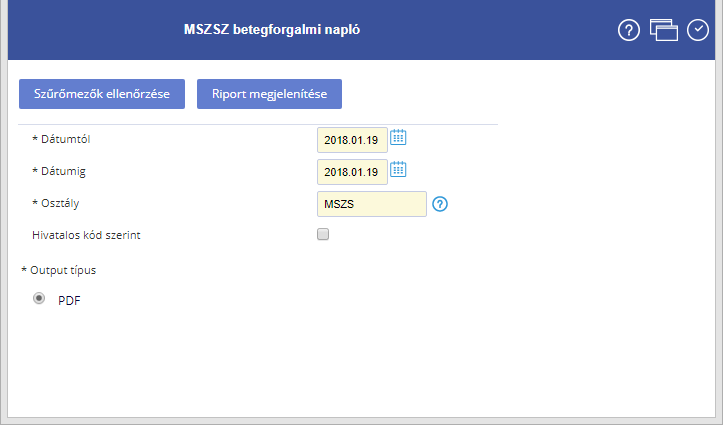 MSZSZ betegforgalmi napló
Szűrőmezők ellenőrzése Riport megjelenítése
* Dátumtól 2018.01.19
* Dátumig 2018.01.19
* Osztály MSZS
Hivatalos kód szerint
* Output típus
PDF